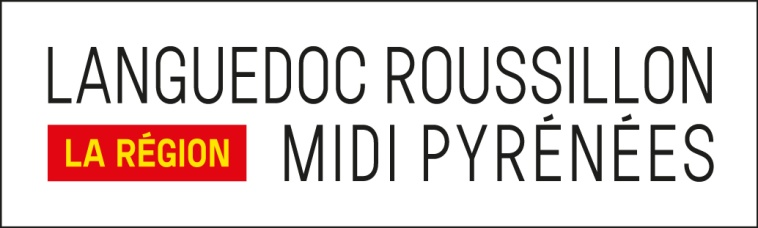 LANGUEDOC ROUSSILLON
LA RÉGION MIDI PYRÉNÉES